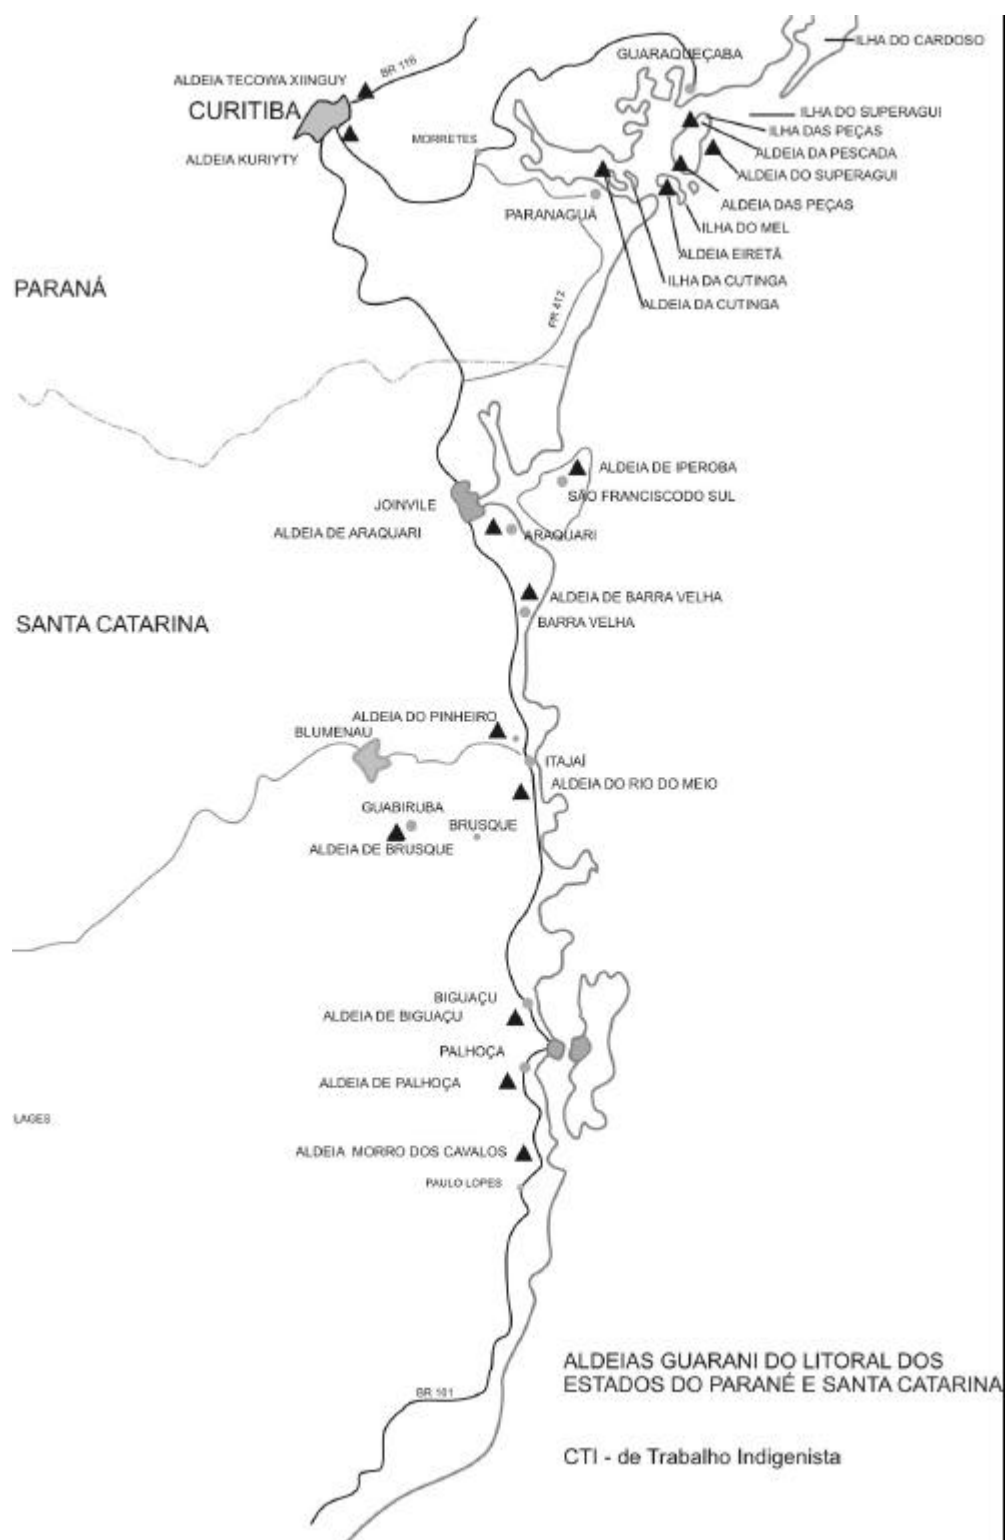 ILHA DO CARDOSO
GUARAQUEÇABA
BR 116
ALDEIA TECOWA XIINGUY
CURITIBA
ILHA DO SUPERAGUI
ILHA DAS PEÇAS
MORRETES
ALDEIA DA PESCADA
ALDEIA KURIYTY
ALDEIA DO SUPERAGUI
ALDEIA DAS PEÇAS
PARANAGUÁ
ILHA DO MEL
ALDEIA EIRETÃ
ILHA DA CUTINGA
PARANÁ
ALDEIA DA CUTINGA
PR 412
ALDEIA DE IPEROBA
SÃO FRANCISCODO SUL
JOINVILE
ALDEIA DE ARAQUARI
ARAQUARI
ALDEIA DE BARRA VELHA
BARRA VELHA
SANTA CATARINA
ALDEIA DO PINHEIRO
BLUMENAU
ITAJAÍ
ALDEIA DO RIO DO MEIO
GUABIRUBA
BRUSQUE
ALDEIA DE BRUSQUE
BIGUAÇU
ALDEIA DE BIGUAÇU
PALHOÇA
ALDEIA DE PALHOÇA
LAGES
ALDEIA MORRO DOS CAVALOS
PAULO LOPES
ALDEIAS GUARANI DO LITORAL DOS
ESTADOS DO PARANÉ E SANTA CATARINA
BR 101
CTI - de Trabalho Indigenista